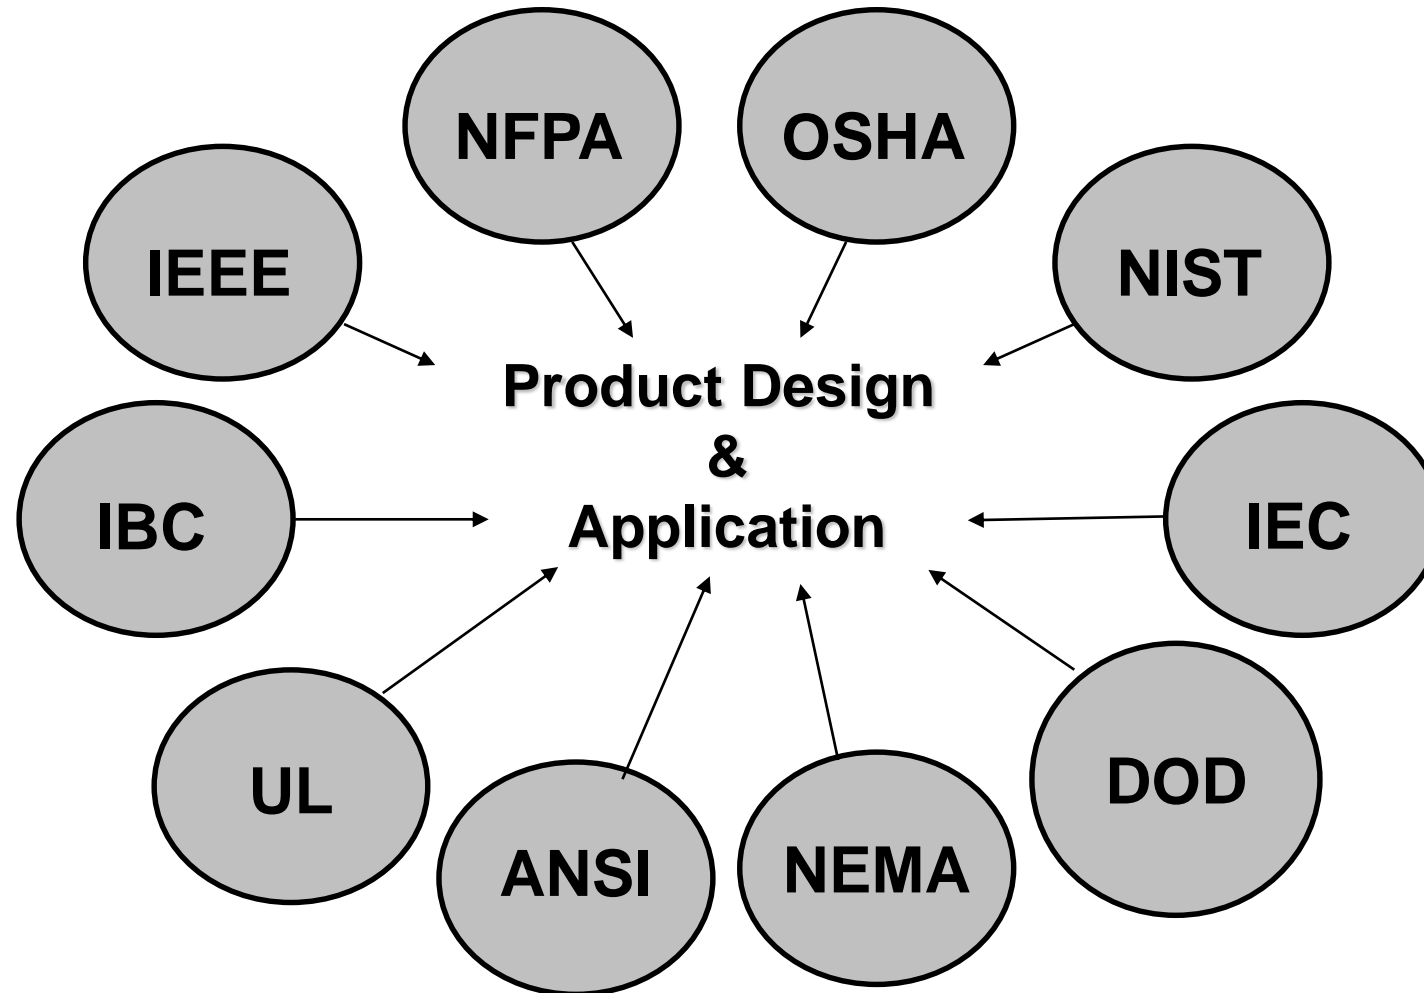 NFPA
OSHA
IEEE
NIST
Product Design
&
Application
IBC
IEC
UL
DOD
ANSI
NEMA